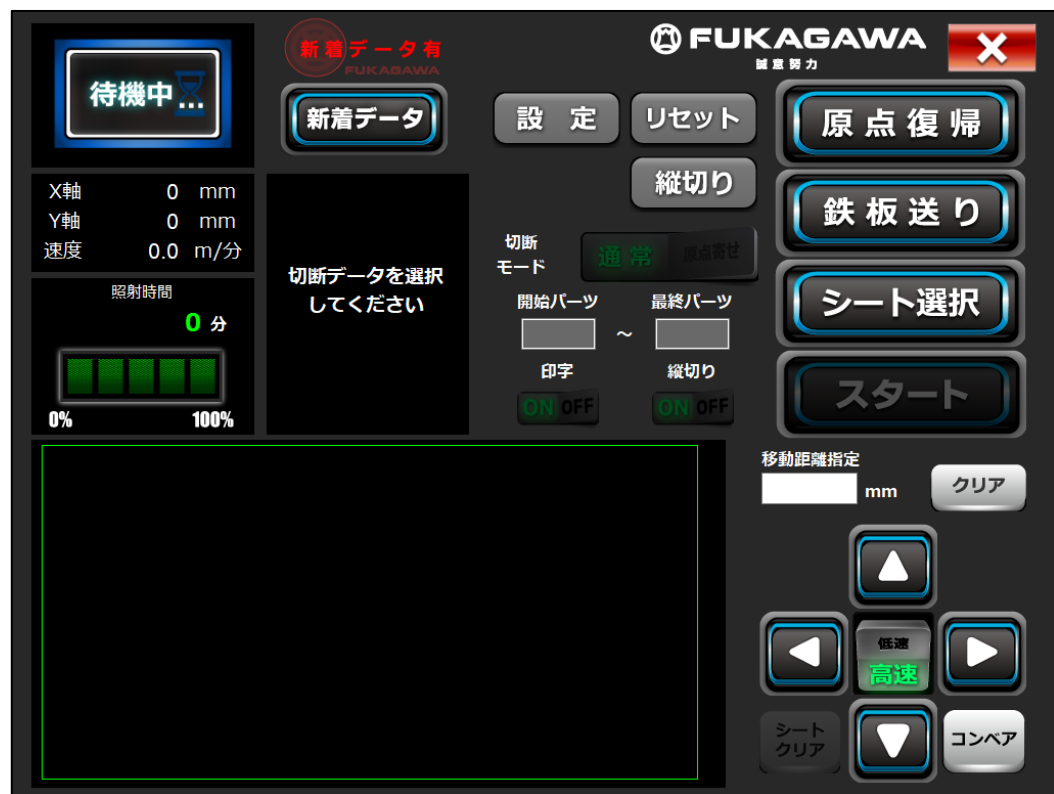 待機中...
新着データ有
FUKAGAWA
新着データ
FUKAGAWA
誠意努力
設 定
リセット
縦切り
原点復帰
鉄板送り
シート選択
スタート
X軸 0 mm
Y軸 0 mm
速度 0.0 m/分
照射時間
0 分
0% 100%
切断データを選択
してください
切断
モード
通常 原点寄せ
開始パーツ 最終パーツ
～
印字 縦切り
ON OFF ON OFF
移動距離指定
mm
クリア
低速
高速
シート
クリア
コンベア